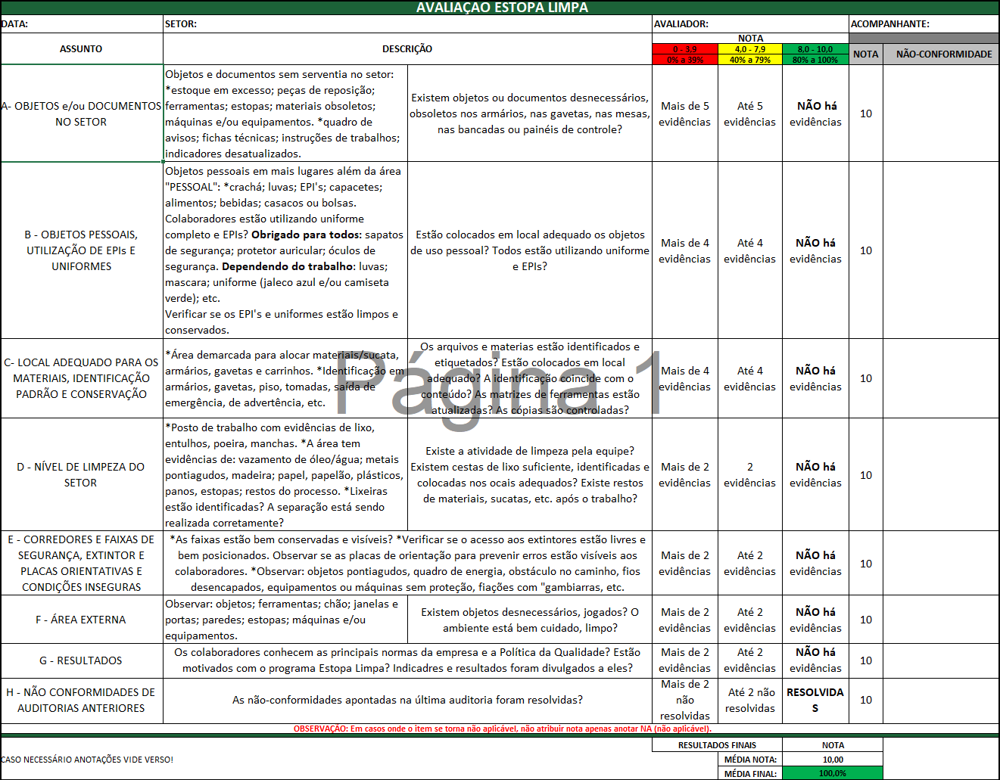 AVALIAÇAO ESTOPA LIMPA
DATA:
SETOR:
AVALIADOR:
ACOMPANHANTE:
ASSUNTO
DESCRIÇÃO
NOTA
0 - 3,9
4,0 - 7,9
8,0 - 10,0
0% a 39%
40% a 79%
80% a 100%
NOTA
NÃO-CONFORMIDADE
A- OBJETOS e/ou DOCUMENTOS
NO SETOR
Objetos e documentos sem serventia no setor:
*estoque em excesso; peças de reposição;
ferramentas; estopas; materiais obsoletos;
máquinas e/ou equipamentos. *quadro de
avisos; fichas técnicas; instruções de trabalhos;
indicadores desatualizados.
Existem objetos ou documentos desnecessários,
obsoletos nos armários, nas gavetas, nas mesas,
nas bancadas ou painéis de controle?
Mais de 5
evidências
Até 5
evidências
NÃO há
evidências
10
B - OBJETOS PESSOAIS,
UTILIZAÇÃO DE EPIs E
UNIFORMES
Objetos pessoais em mais lugares além da área
"PESSOAL": *crachá; luvas; EPI's; capacetes;
alimentos; bebidas; casacos ou bolsas.
Colaboradores estão utilizando uniforme
completo e EPIs? Obrigado para todos: sapatos
de segurança; protetor auricular; óculos de
segurança. Dependendo do trabalho: luvas;
mascara; uniforme (jaleco azul e/ou camiseta
verde); etc.
Verificar se os EPI's e uniformes estão limpos e
conservados.
Estão colocados em local adequado os objetos
de uso pessoal? Todos estão utilizando uniforme
e EPIs?
Mais de 4
evidências
Até 4
evidências
NÃO há
evidências
10
C- LOCAL ADEQUADO PARA OS
MATERIAIS, IDENTIFICAÇÃO
PADRÃO E CONSERVAÇÃO
*Área demarcada para alocar materiais/sucata,
armários, gavetas e carrinhos. *Identificação em
armários, gavetas, piso, tomadas, saída de
emergência, de advertência, etc.
Os arquivos e materias estão identificados e
etiquetados? Estão colocados em local
adequado? A identificação coincide com o
conteúdo? As matrizes de ferramentas estão
atualizadas? As cópias são controladas?
Mais de 4
evidências
Até 4
evidências
NÃO há
evidências
10
Página 1
D - NÍVEL DE LIMPEZA DO
SETOR
*Posto de trabalho com evidências de lixo,
entulhos, poeira, manchas. *A área tem
evidências de: vazamento de óleo/água; metais
pontiagudos, madeira; papel, papelão, plásticos,
panos, estopas; restos do processo. *Lixeiras
estão identificadas? A separação está sendo
realizada corretamente?
Existe a atividade de limpeza pela equipe?
Existem cestas de lixo suficiente, identificadas e
colocadas nos ocais adequados? Existe restos
de materiais, sucatas, etc. após o trabalho?
Mais de 2
evidências
2
evidências
NÃO há
evidências
10
E - CORREDORES E FAIXAS DE
SEGURANÇA, EXTINTOR E
PLACAS ORIENTATIVAS E
CONDIÇÕES INSEGURAS
*As faixas estão bem conservadas e visíveis? *Verificar se o acesso aos extintores estão livres e
bem posicionados. Observar se as placas de orientação para prevenir erros estão visíveis aos
colaboradores. *Observar: objetos pontiagudos, quadro de energia, obstáculo no caminho, fios
desencapados, equipamentos ou máquinas sem proteção, fiações com "gambiarras, etc.
Mais de 2
evidências
Até 2
evidências
NÃO há
evidências
10
F - ÁREA EXTERNA
Observar: objetos; ferramentas; chão; janelas e
portas; paredes; estopas; máquinas e/ou
equipamentos.
Existem objetos desnecessários, jogados? O
ambiente está bem cuidado, limpo?
Mais de 2
evidências
Até 2
evidências
NÃO há
evidências
10
G - RESULTADOS
Os colaboradores conhecem as principais normas da empresa e a Política da Qualidade? Estão
motivados com o programa Estopa Limpa? Indicadres e resultados foram divulgados a eles?
Mais de 2
evidências
Até 2
evidências
NÃO há
evidências
10
H - NÃO CONFORMIDADES DE
AUDITORIAS ANTERIORES
As não-conformidades apontadas na última auditoria foram resolvidas?
Mais de 2
não
resolvidas
Até 2 não
resolvidas
RESOLVIDA
S
10
OBSERVAÇÃO: Em casos onde o item se torna não aplicável, não atribuir nota apenas anotar NA (não aplicável).
CASO NECESSÁRIO ANOTAÇÕES VIDE VERSO!
RESULTADOS FINAIS
NOTA
MÉDIA NOTA:
10,00
MÉDIA FINAL:
100,0%